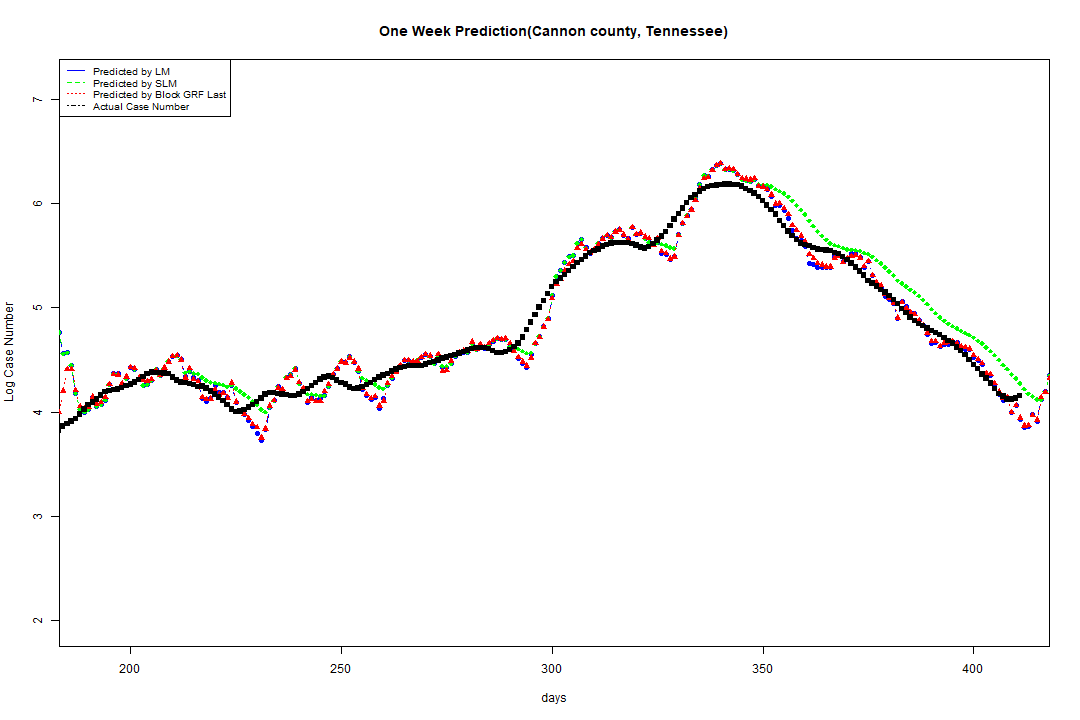 One Week Prediction(Cannon county, Tennessee)
Predicted by LM
Predicted by SLM
Predicted by Block GRF Last
Actual Case Number
7
6
5
4
3
2
Log Case Number
200 250 300 350 400
days